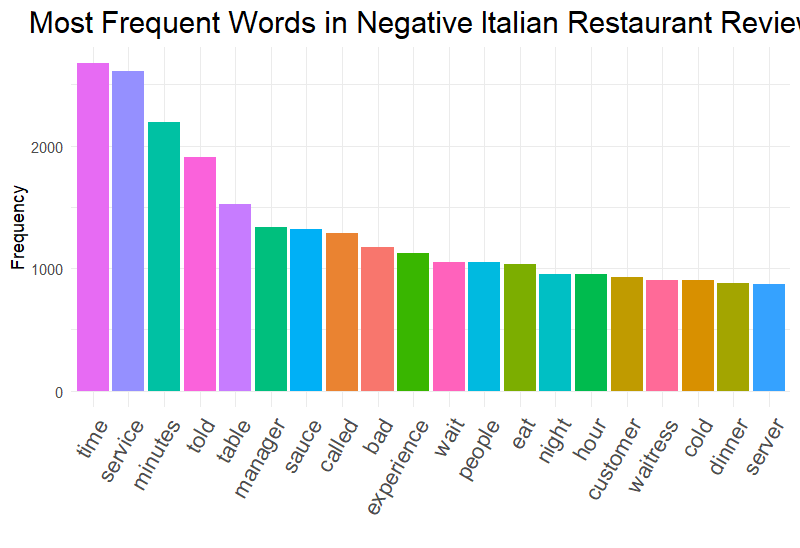 Most Frequent Words in Negative Italian Restaurant Review
Frequency
2000
1000
0
time
service
minutes
told
table
manager
sauce
called
bad
experience
wait
people
eat
night
hour
customer
waitress
cold
dinner
server